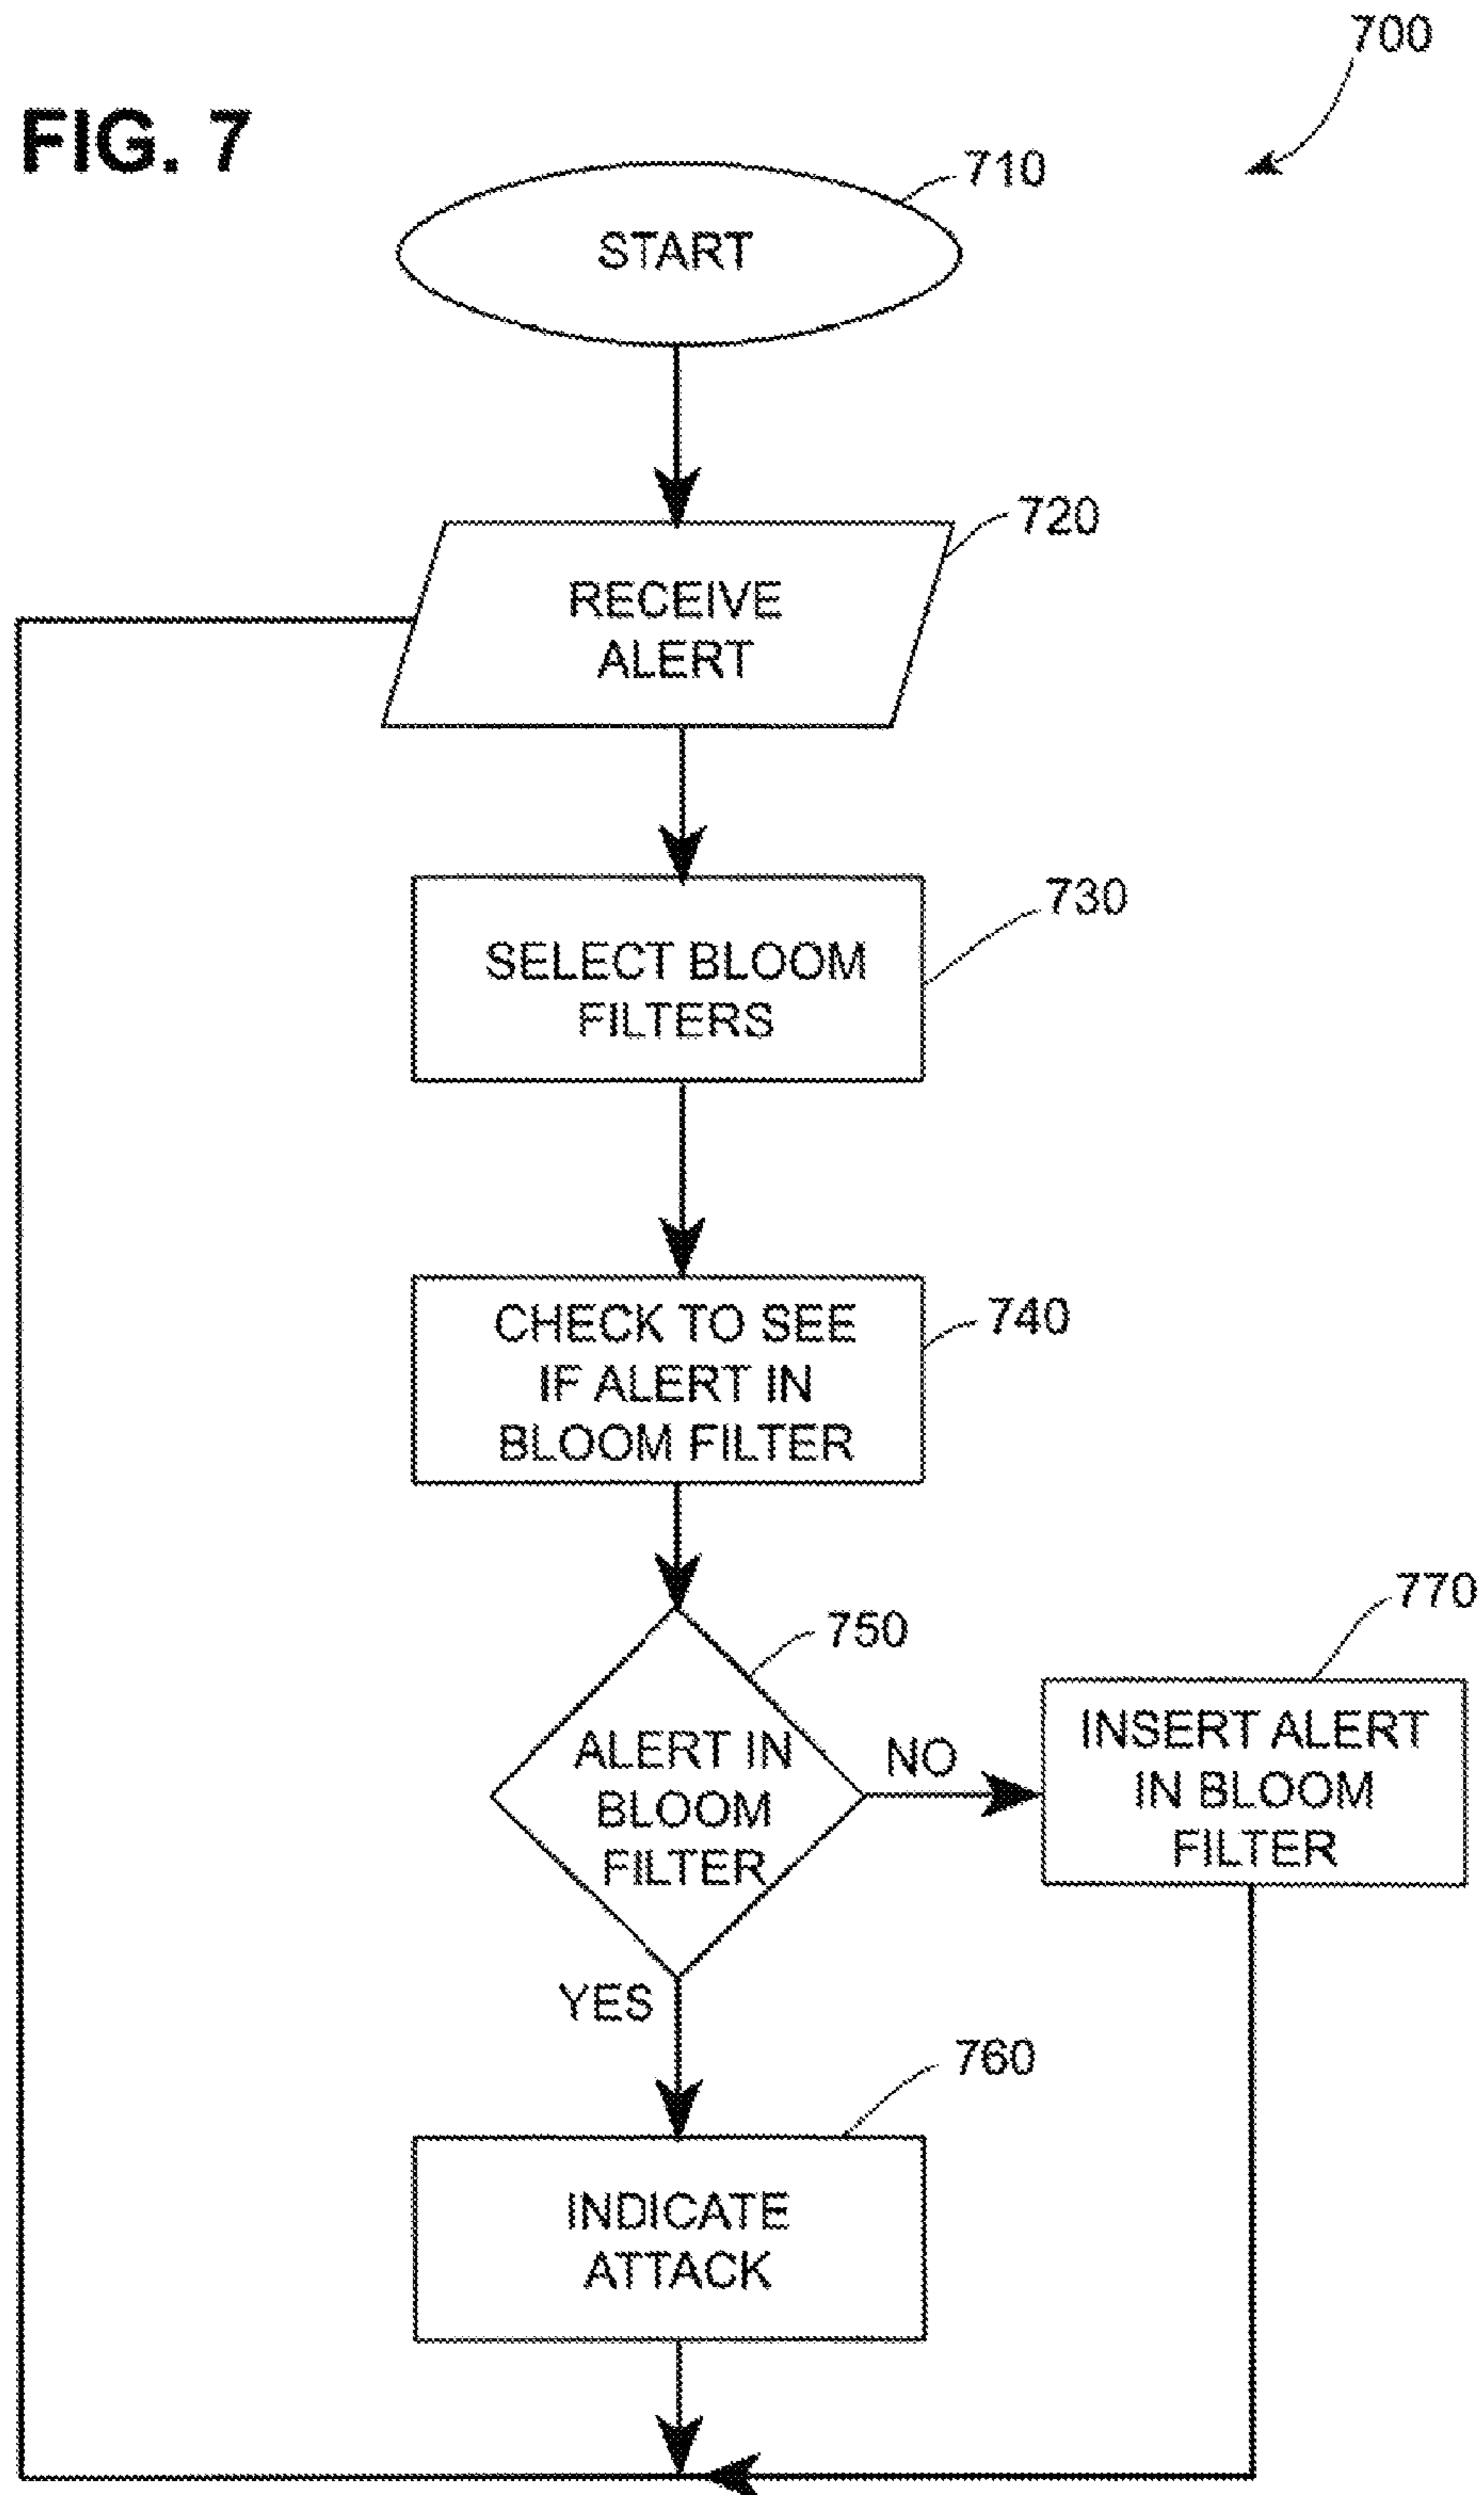 700
FIG. 7
710
START
720
RECEIVE
ALERT
730
SELECT BLOOM
FILTERS
740
CHECK TO SEE
IF ALERT IN
BLOOM FILTER
750
770
ALERT IN
BLOOM
FILTER
NO
INSERT ALERT
IN BLOOM
FILTER
YES
760
INDICATE
ATTACK